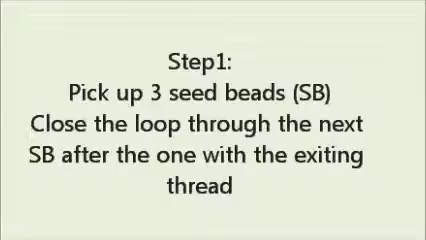 Step1:
Pick up 3 seed beads (SB)
Close the loop through the next
SB after the one with the exiting
thread